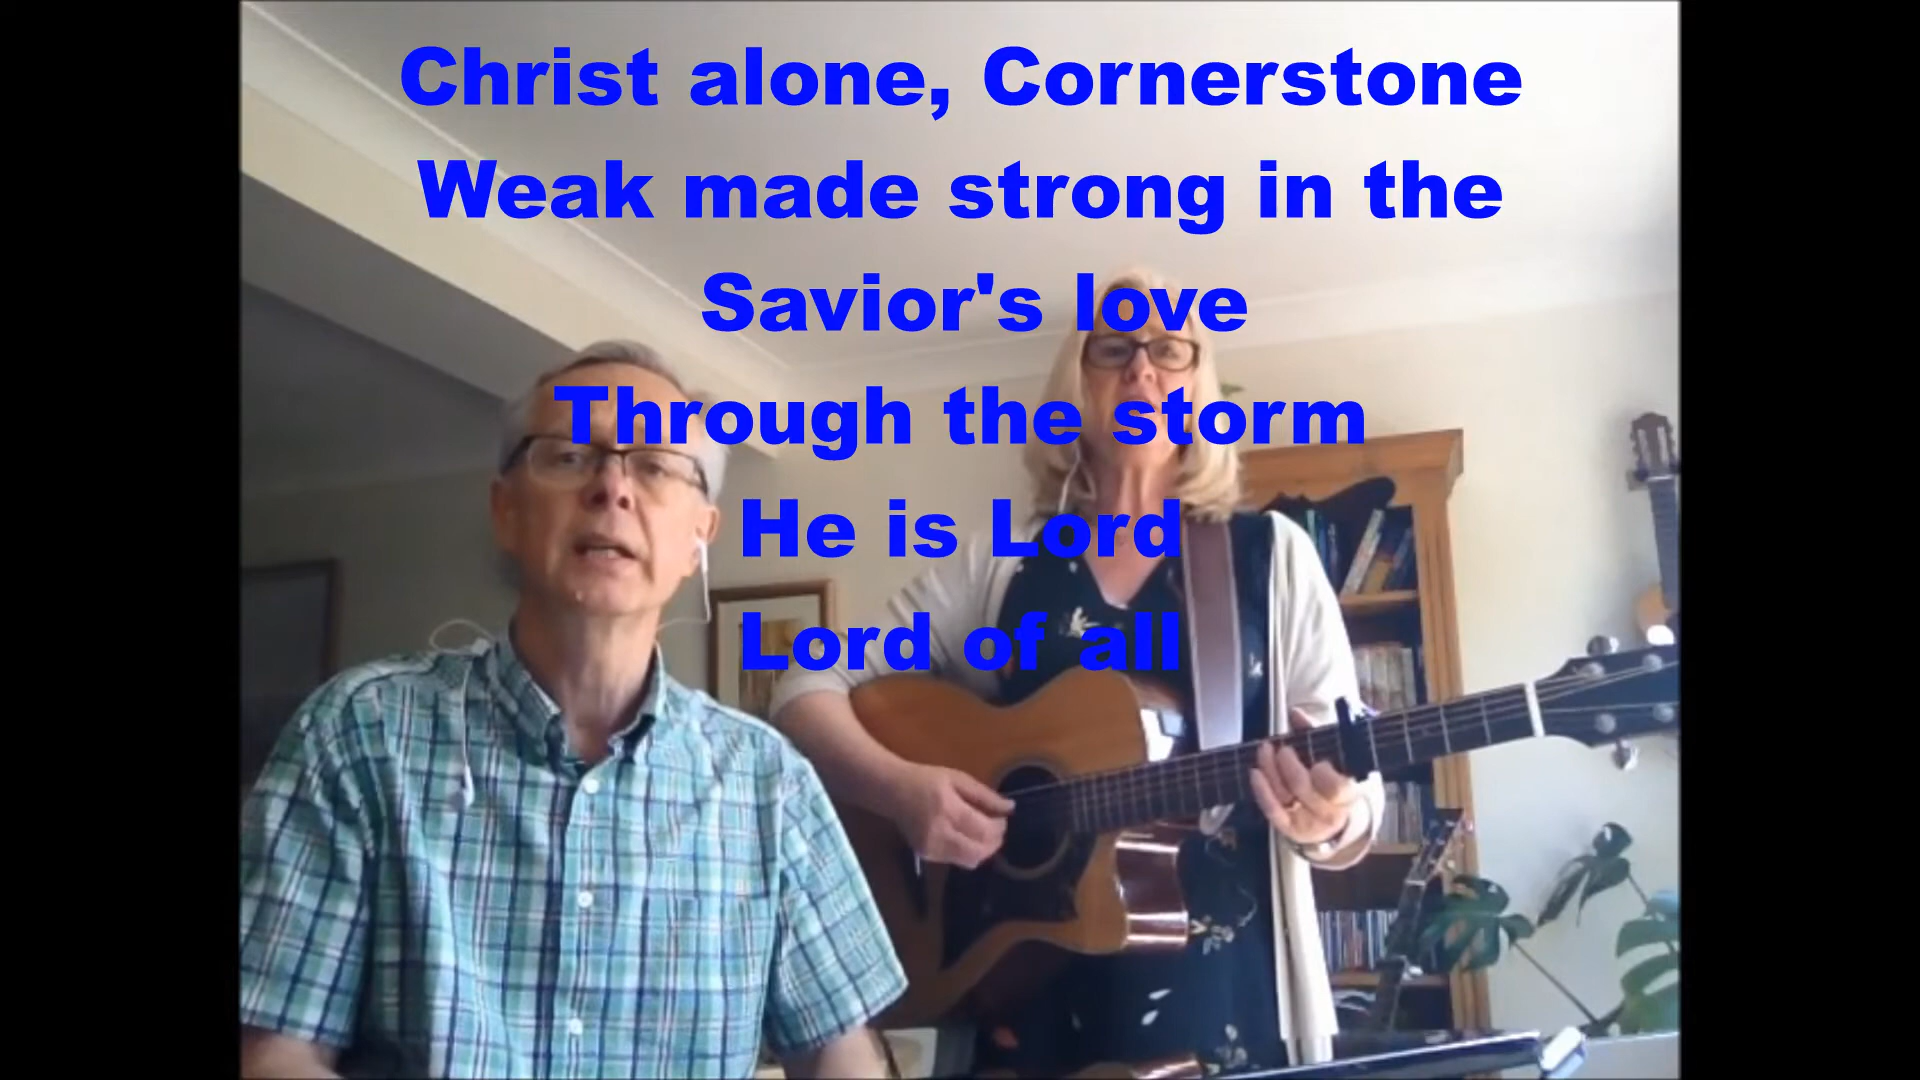 Christ alone, Cornerstone
Weak made strong in the
Savior's love
Through the storm
He is Lord
Lord of all